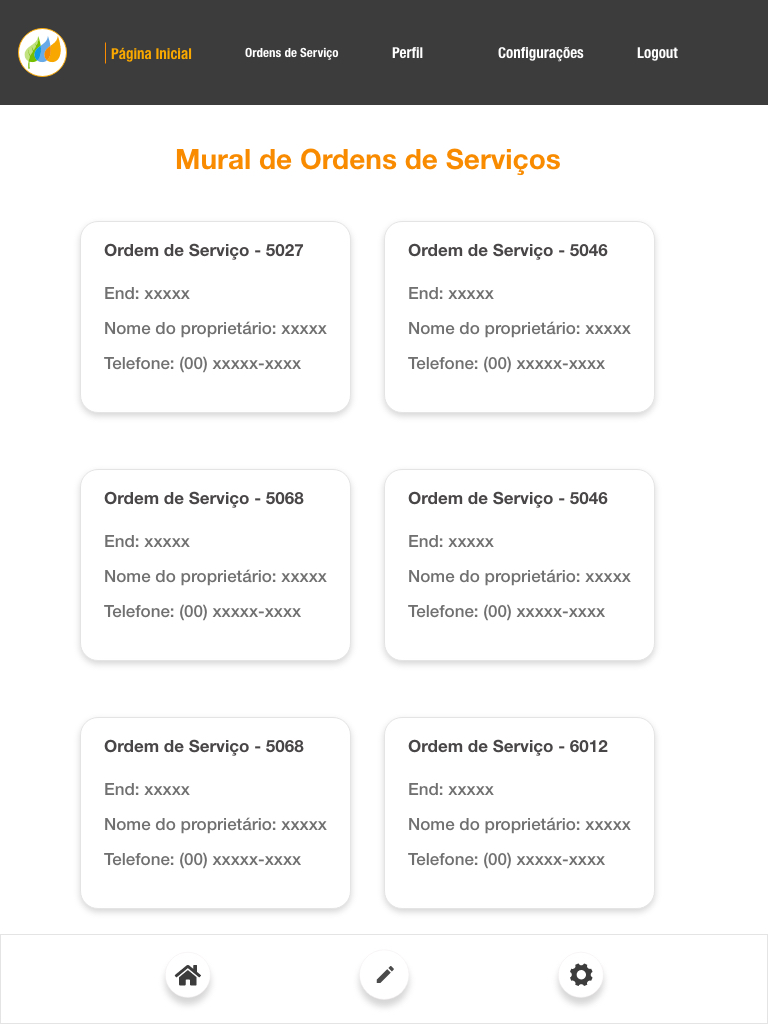 Página Inicial
Ordens de Serviço
Perfil
Configurações
Logout
Mural de Ordens de Serviços
Ordem de Serviço - 5027
End: xxxxx
Nome do proprietário: xxxxx
Telefone: (00) xxxxx-xxxx
Ordem de Serviço - 5046
End: xxxxx
Nome do proprietário: xxxxx
Telefone: (00) xxxxx-xxxx
Ordem de Serviço - 5068
End: xxxxx
Nome do proprietário: xxxxx
Telefone: (00) xxxxx-xxxx
Ordem de Serviço - 5046
End: xxxxx
Nome do proprietário: xxxxx
Telefone: (00) xxxxx-xxxx
Ordem de Serviço - 5068
End: xxxxx
Nome do proprietário: xxxxx
Telefone: (00) xxxxx-xxxx
Ordem de Serviço - 6012
End: xxxxx
Nome do proprietário: xxxxx
Telefone: (00) xxxxx-xxxx